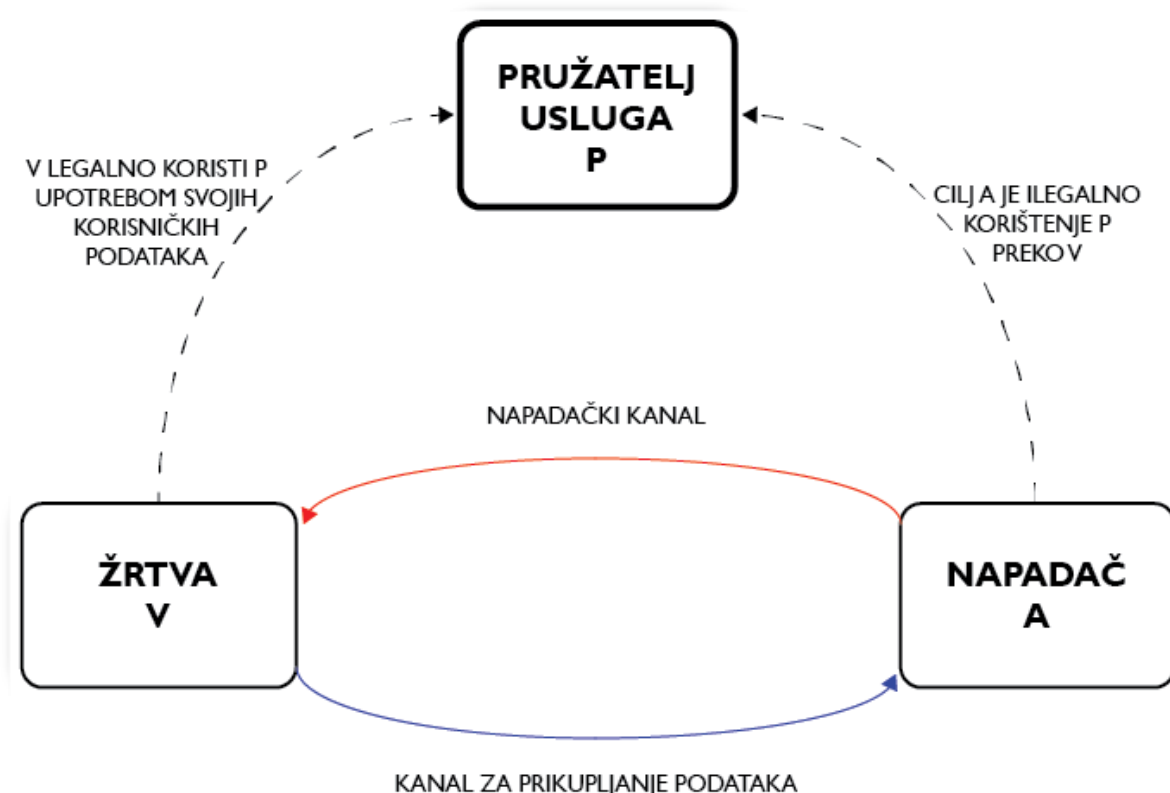 PRUŽATELJ
USLUGA
P
V LEGALNO KORISTI P
UPOTREBOM SVOJIH
KORISNIČKIH
PODATAKA
CILJ A JE ILEGALNO
KORIŠTENJE P
PREKO V
NAPADAČKI KANAL
ŽRTVA
V
NAPADAČ
A
KANAL ZA PRIKUPLJANJE PODATAKA